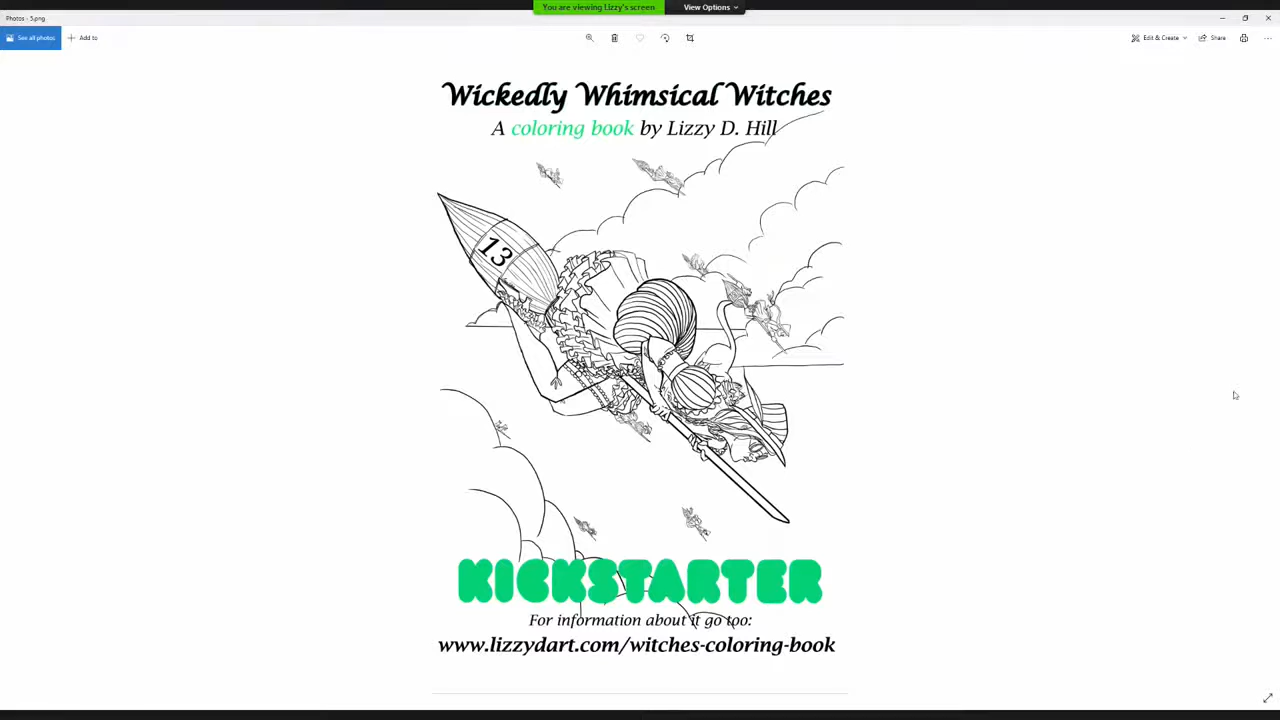 You are viewing Lizzy's screen
View Options
Photos - 5.png
See all photos
Add to
Edit & Create
Share
Wickedly Whimsical Witches
A coloring book by Lizzy D. Hill
13
KICKSTARTER
For information about it go too:
www.lizzydart.com/witches-coloring-book